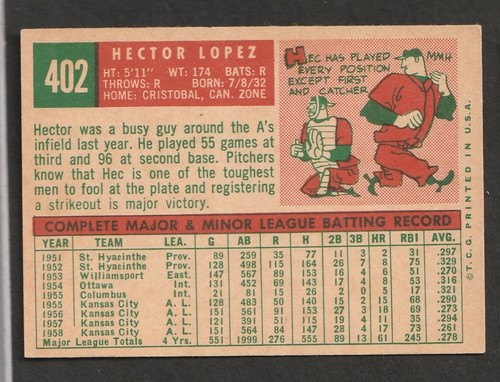 402
HECTOR LOPEZ
HT: 5'11" WT: 174 BATS: R
THROWS: R BORN: 7/8/32
HOME: CRISTOBAL, CAN. ZONE
HEC HAS PLAYED
EVERY POSITION
EXCEPT FIRST
AND CATCHER.
MMH
Hector was a busy guy around the A's
infield last year. He played 55 games at
third and 96 at second base. Pitchers
know that Hec is one of the toughest
men to fool at the plate and registering
a strikeout is major victory.
COMPLETE MAJOR & MINOR LEAGUE BATTING RECORD
YEAR TEAM LEA. G AB R H 2B 3B HR RBI AVG.
1951 St. Hyacinthe Prov. 89 259 35 77 11 3 2 31 .297
1952 St. Hyacinthe Prov. 128 498 115 164 26 7 8 75 .329
1953 Williamsport East. 147 567 89 153 16 4 6 51 .270
1954 Ottawa Int. 131 452 69 143 16 4 8 53 .316
1955 Columbus Int. 21 81 15 26 5 2 2 17 .321
1955 Kansas City A. L. 128 483 50 141 15 2 15 68 .290
1956 Kansas City A. L. 151 561 91 153 27 3 18 69 .273
1957 Kansas City A. L. 121 391 51 115 19 4 11 35 .294
1958 Kansas City A. L. 151 564 84 146 28 4 17 73 .261
Major League Totals 4 Yrs. 551 1999 276 555 89 13 61 245 .278
© T. C. G. PRINTED IN U.S.A.